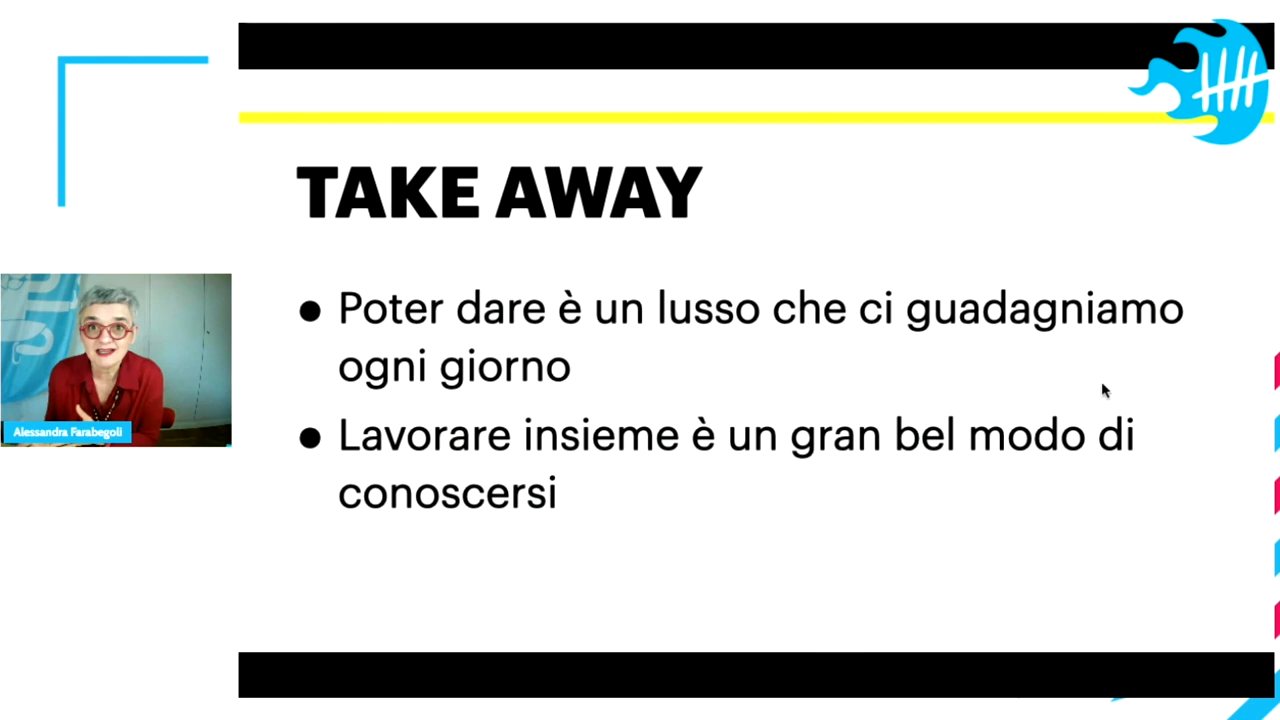 TAKE AWAY
• Poter dare è un lusso che ci guadagniamo
ogni giorno
• Lavorare insieme è un gran bel modo di
conoscersi
Alessandra Farabegoli